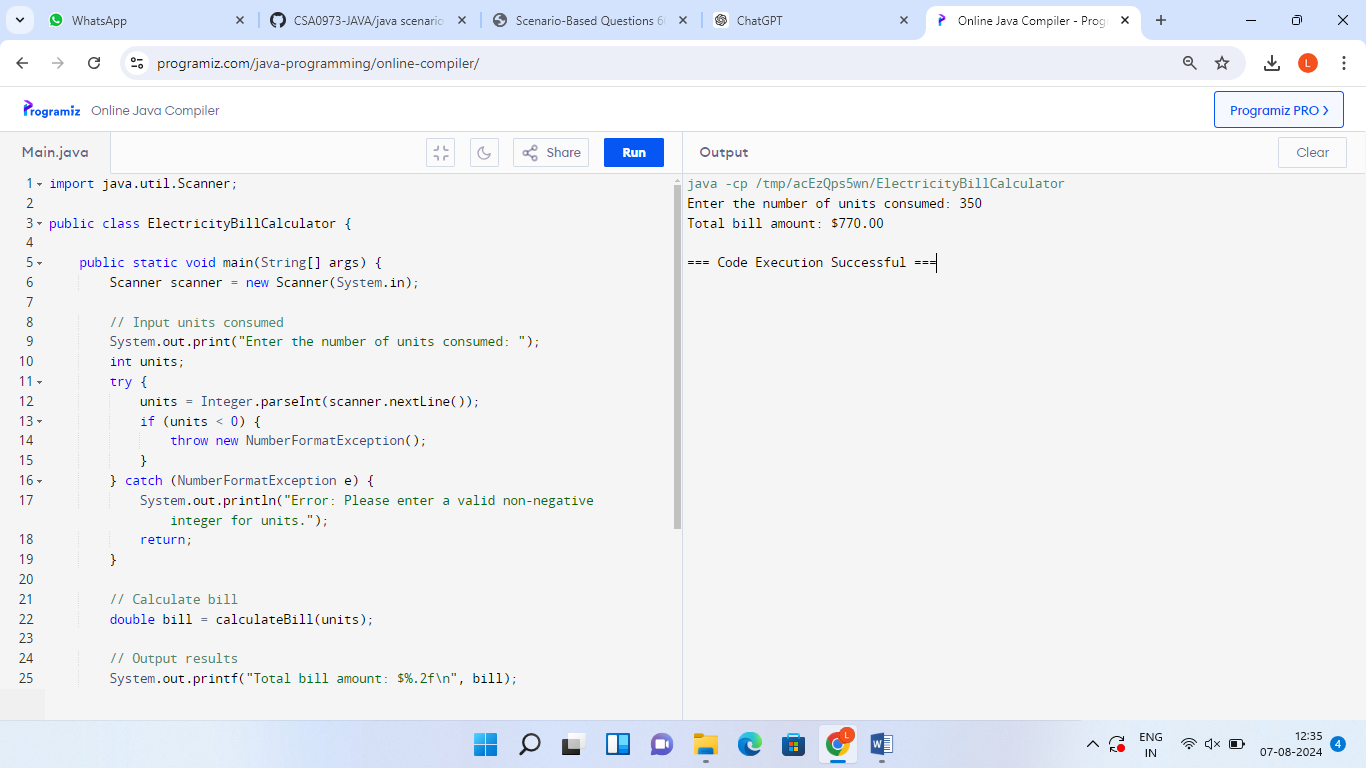 WhatsApp
CSA0973-JAVA/java scenario
Scenario-Based Questions 6
ChatGPT
Online Java Compiler - Prog
programiz.com/java-programming/online-compiler/
L
Programiz Online Java Compiler
Programiz PRO >
Main.java
Share
Run
Output
Clear
1 import java.util.Scanner;
2
3 public class ElectricityBillCalculator {
4
5 public static void main(String[] args) {
6 Scanner scanner = new Scanner(System.in);
7
8 // Input units consumed
9 System.out.print("Enter the number of units consumed: ");
10 int units;
11 try {
12 units = Integer.parseInt(scanner.nextLine());
13 if (units < 0) {
14 throw new NumberFormatException();
15 }
16 } catch (NumberFormatException e) {
17 System.out.println("Error: Please enter a valid non-negative
integer for units.");
18 return;
19 }
20
21 // Calculate bill
22 double bill = calculateBill(units);
23
24 // Output results
25 System.out.printf("Total bill amount: $%.2f\n", bill);
java -cp /tmp/acEzQps5wn/ElectricityBillCalculator
Enter the number of units consumed: 350
Total bill amount: $770.00
=== Code Execution Successful ===
L
ENG
IN
12:35
07-08-2024
4